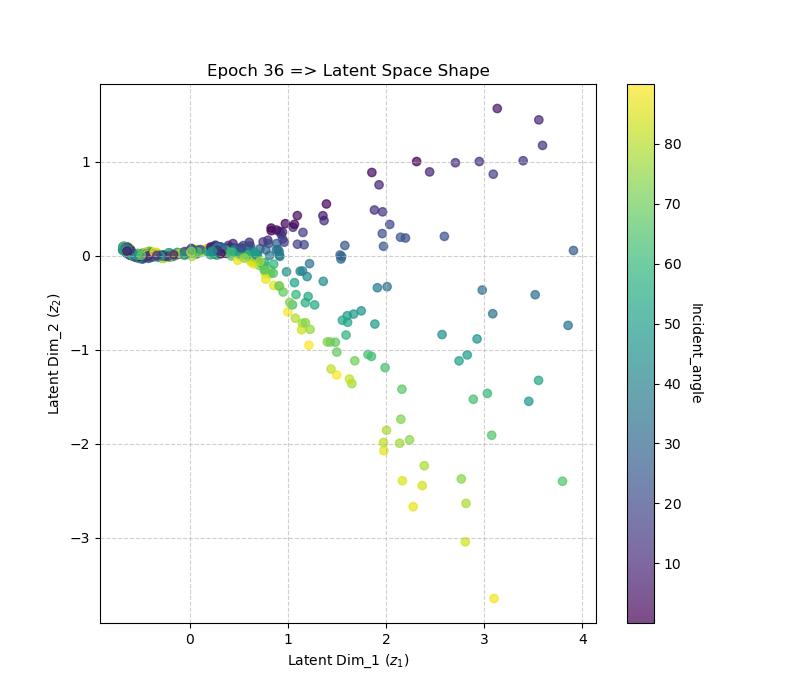 Epoch 36 => Latent Space Shape
1
0
−1
−2
−3
0 1 2 3 4
Latent Dim_1 (z₁)
Latent Dim_2 (z₂)
80
70
60
50
40
30
20
10
Incident_angle